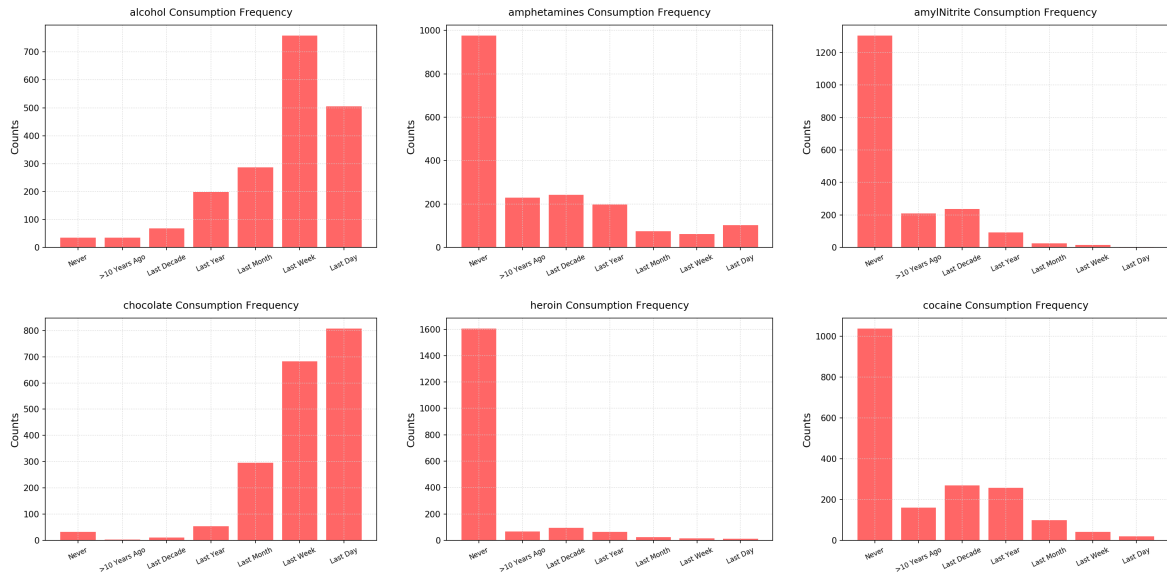 alcohol Consumption Frequency
Counts
700
600
500
400
300
200
100
0
Never
>10 Years Ago
Last Decade
Last Year
Last Month
Last Week
Last Day
amphetamines Consumption Frequency
Counts
1000
800
600
400
200
0
Never
>10 Years Ago
Last Decade
Last Year
Last Month
Last Week
Last Day
amylNitrite Consumption Frequency
Counts
1200
1000
800
600
400
200
0
Never
>10 Years Ago
Last Decade
Last Year
Last Month
Last Week
Last Day
chocolate Consumption Frequency
Counts
800
700
600
500
400
300
200
100
0
Never
>10 Years Ago
Last Decade
Last Year
Last Month
Last Week
Last Day
heroin Consumption Frequency
Counts
1600
1400
1200
1000
800
600
400
200
0
Never
>10 Years Ago
Last Decade
Last Year
Last Month
Last Week
Last Day
cocaine Consumption Frequency
Counts
1000
800
600
400
200
0
Never
>10 Years Ago
Last Decade
Last Year
Last Month
Last Week
Last Day